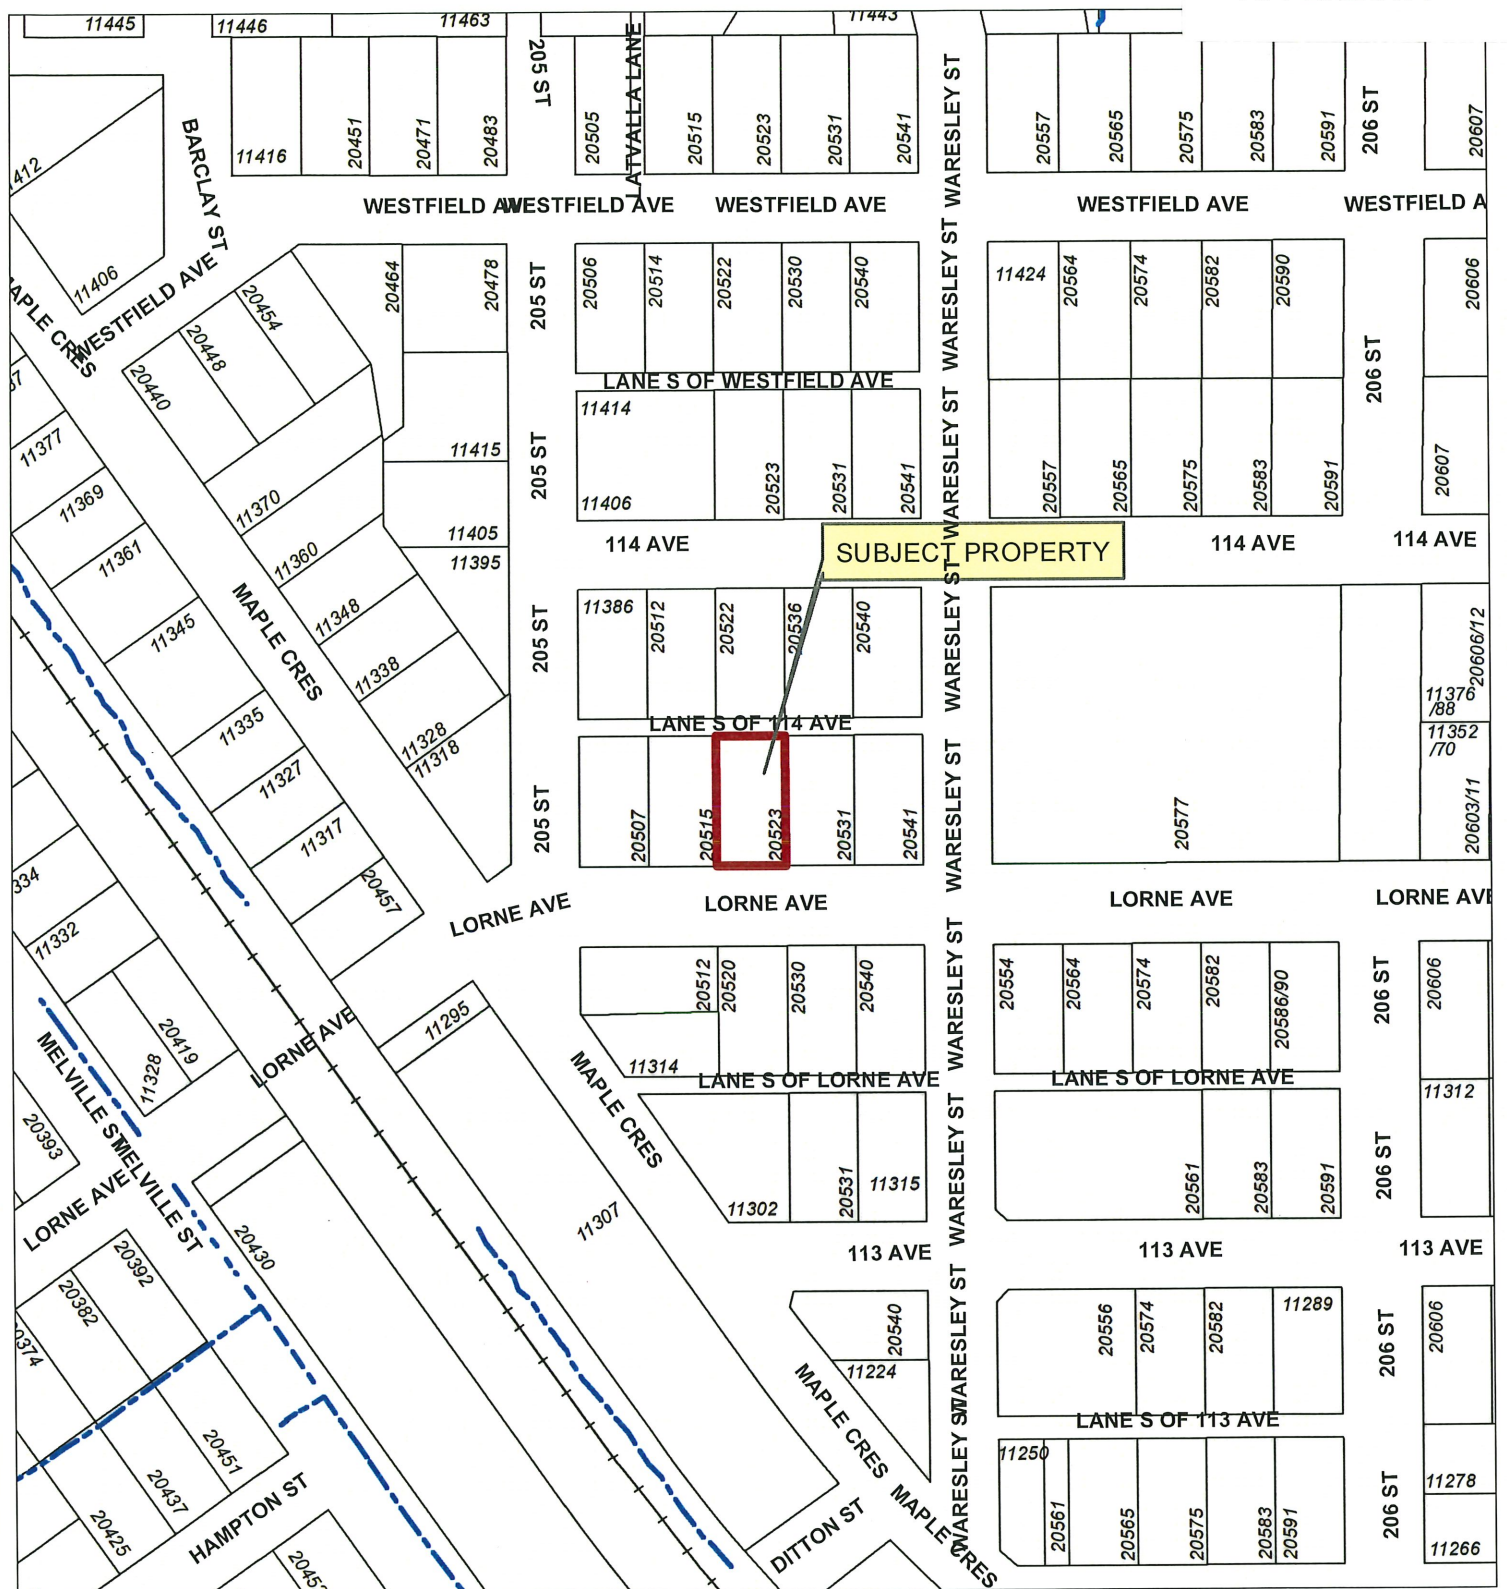 11445
11446
11463
11443
205 ST
LATVALLA LANE
WARESLEY ST
206 ST
11416
20451
20471
20483
20505
20515
20523
20531
20541
20557
20565
20575
20583
20591
20607
BARCLAY ST
WESTFIELD AVE
WESTFIELD AVE
WESTFIELD AVE
WESTFIELD A
11406
WESTFIELD AVE
20464
20478
205 ST
20506
20514
20522
20530
20540
WARESLEY ST
11424
20564
20574
20582
20590
20606
20454
20448
20440
206 ST
LANE S OF WESTFIELD AVE
11414
11406
20523
20531
20541
WARESLEY ST
20557
20565
20575
20583
20591
20607
11377
11369
11361
11345
11415
11405
11395
205 ST
11370
11360
11348
11338
11328
11318
MAPLE CRES
114 AVE
SUBJECT PROPERTY
114 AVE
114 AVE
205 ST
11386
20512
20522
20536
20540
WARESLEY ST
20606/12
11376
/88
11352
/70
20603/11
LANE S OF 114 AVE
11335
11327
11317
20457
205 ST
20507
20515
20523
20531
20541
WARESLEY ST
20577
LORNE AVE
LORNE AVE
LORNE AVE
LORNE AVE
11332
11328
20419
LORNE AVE
11295
20512
20520
20530
20540
11314
WARESLEY ST
20554
20564
20574
20582
20586/90
206 ST
20606
LANE S OF LORNE AVE
LANE S OF LORNE AVE
MELVILLE ST
MELVILLE ST
20393
LORNE AVE
MAPLE CRES
11302
20531
11315
WARESLEY ST
20561
20583
20591
206 ST
11312
11307
20430
113 AVE
113 AVE
113 AVE
20392
20382
20374
20540
11224
WARESLEY ST
20556
20574
20582
11289
206 ST
20606
LANE S OF 113 AVE
MAPLE CRES
20451
20437
20425
HAMPTON ST
DITTON ST
MAPLE CRES
WARESLEY ST
11250
20561
20565
20575
20583
20591
206 ST
11278
11266